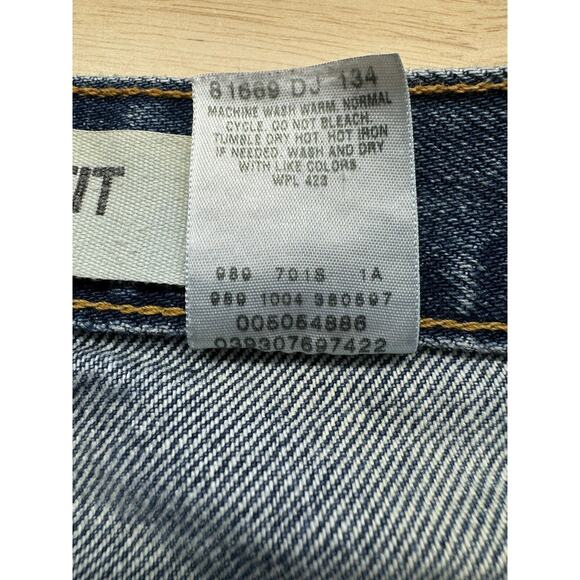 81669 DJ 134
MACHINE WASH WARM, NORMAL
CYCLE. DO NOT BLEACH.
TUMBLE DRY HOT. HOT IRON
IF NEEDED. WASH AND DRY
WITH LIKE COLORS
WPL 423
989 701S 1A
989 1004 380597
005054886
039307697422